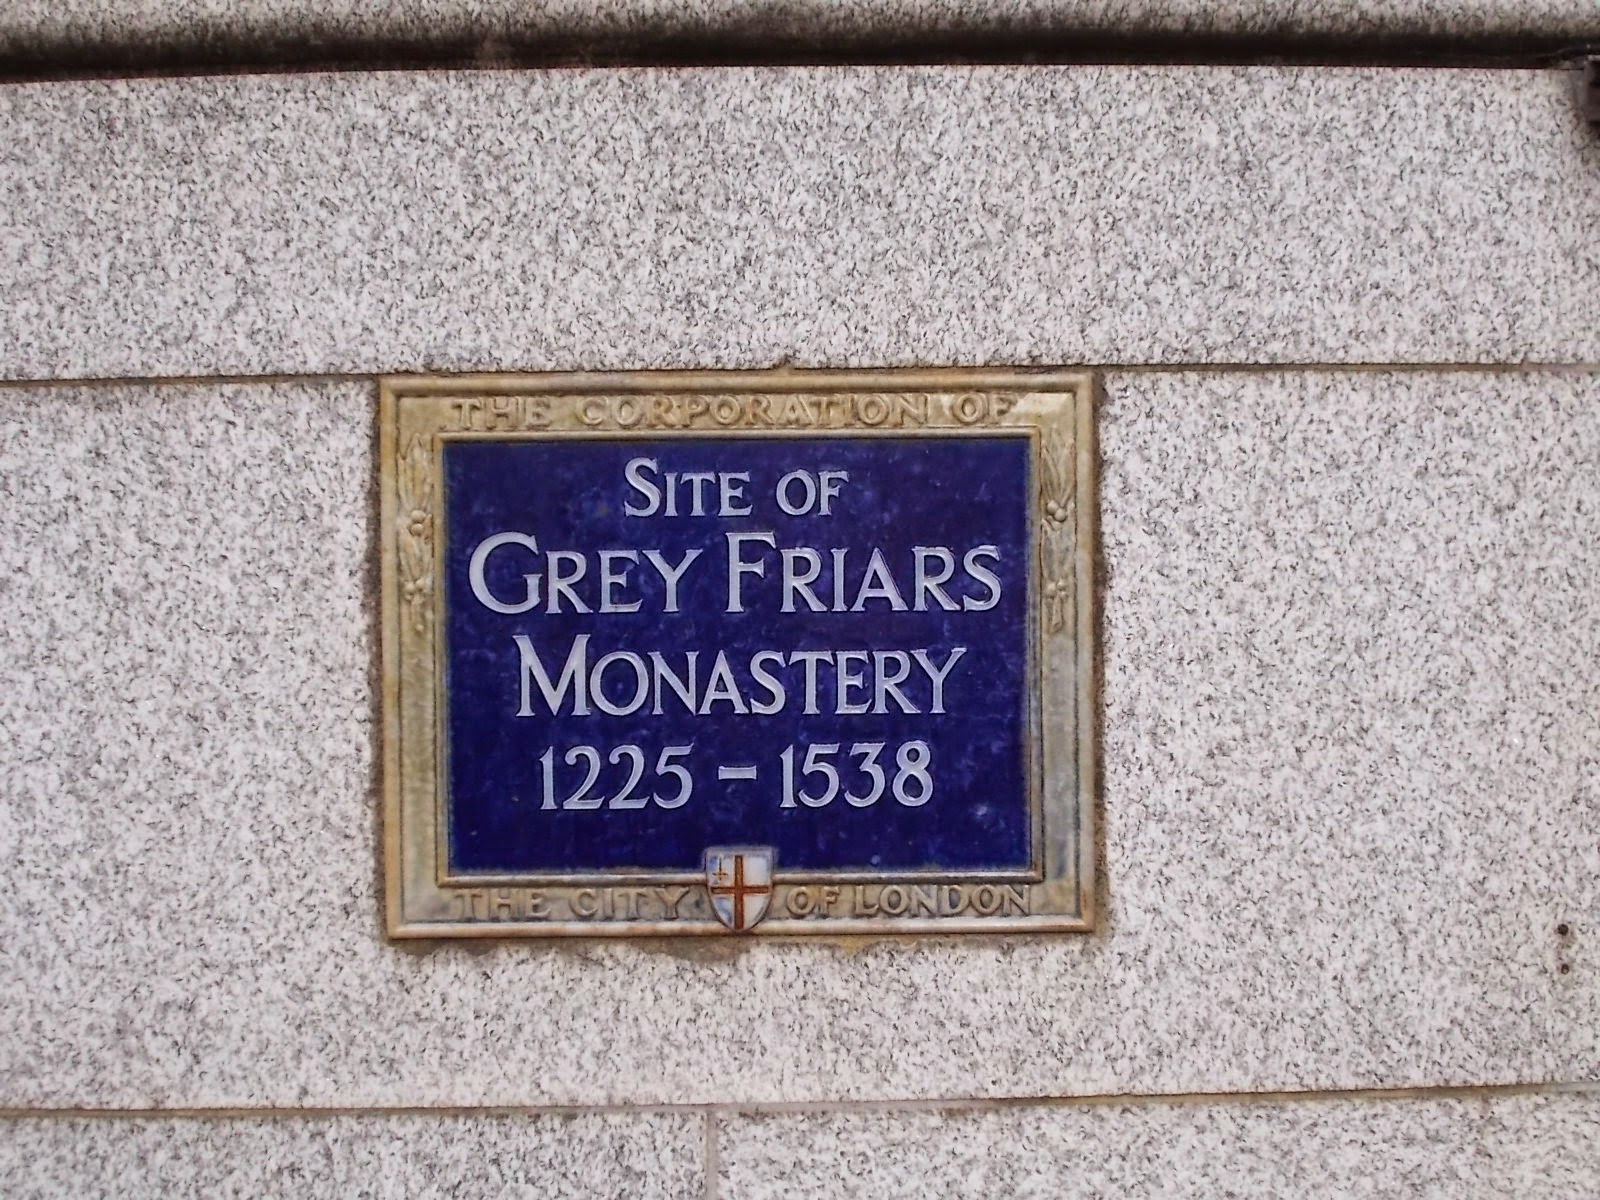 THE CORPORATION OF
SITE OF
GREY FRIARS
MONASTERY
1225 – 1538
THE CITY OF LONDON